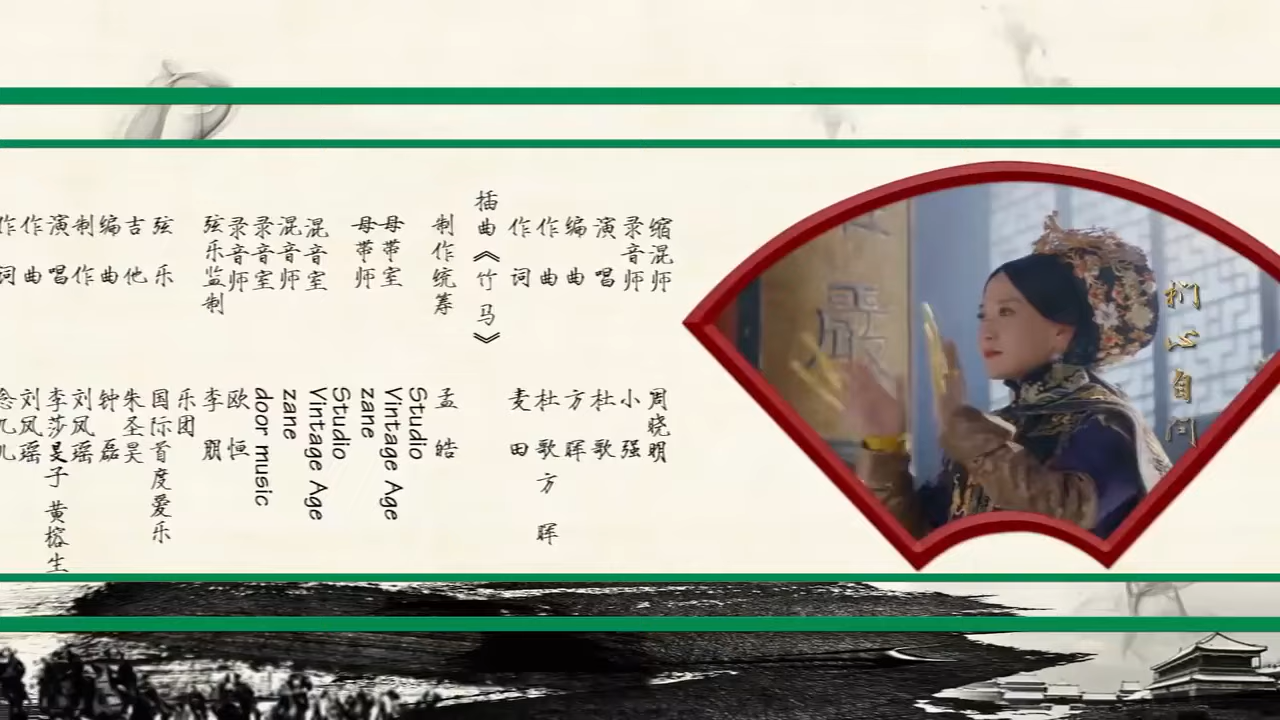 作曲 刘风瑶
演唱 李莎旻子 黄榕生
制作 刘风瑶
编曲 钟磊
吉他 朱圣昊
弦乐 国际首席爱乐
乐团
弦乐监制 李朋
录音师 欧恒
录音室 door music
混音师 zane
混音室 Vintage Age
Studio
母带师 zane
母带室 Vintage Age
Studio
制作统筹 孟皓
插曲《竹马》
作词 麦田
作曲 杜歌 方晖
编曲 方晖
演唱 杜歌
录音师 小强
缩混师 周晓明
嚴
扪心自问